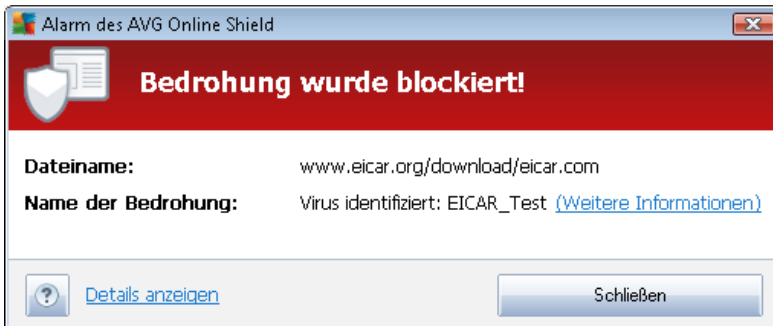 Alarm des AVG Online Shield
Bedrohung wurde blockiert!
Dateiname: www.eicar.org/download/eicar.com
Name der Bedrohung: Virus identifiziert: EICAR_Test (Weitere Informationen)
? Details anzeigen Schließen